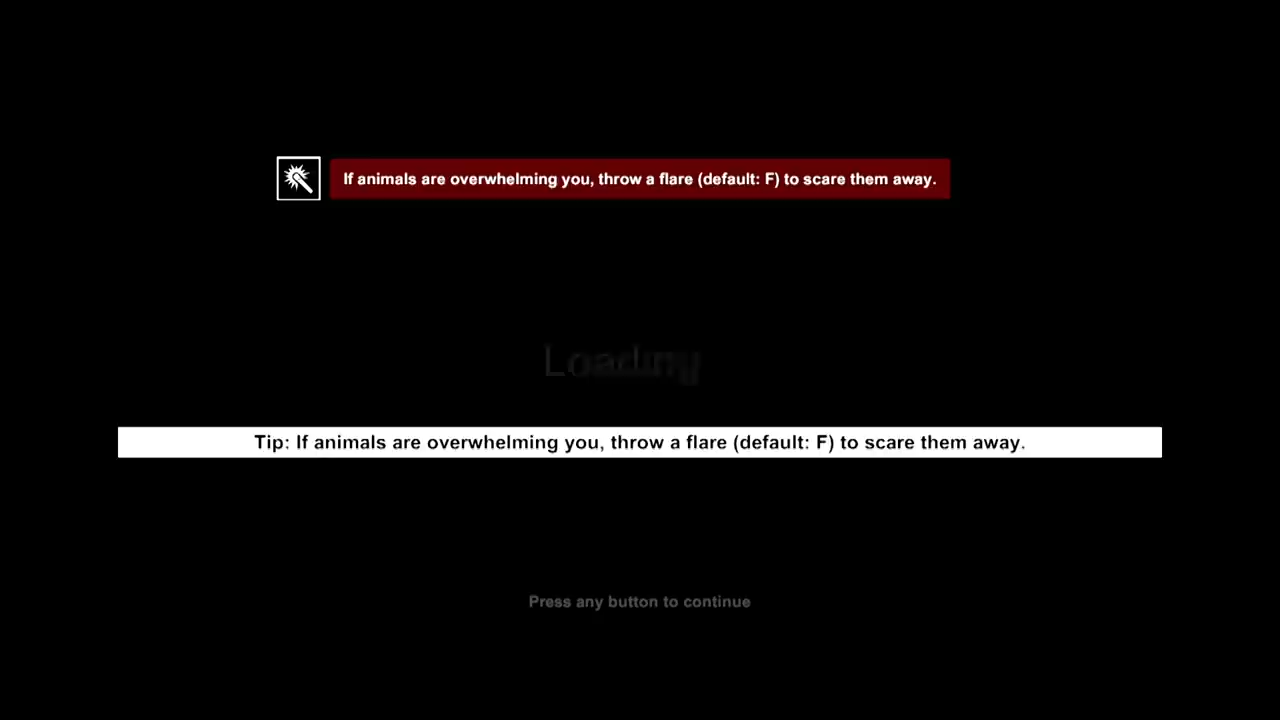 If animals are overwhelming you, throw a flare (default: F) to scare them away.
Loading
Tip: If animals are overwhelming you, throw a flare (default: F) to scare them away.
Press any button to continue